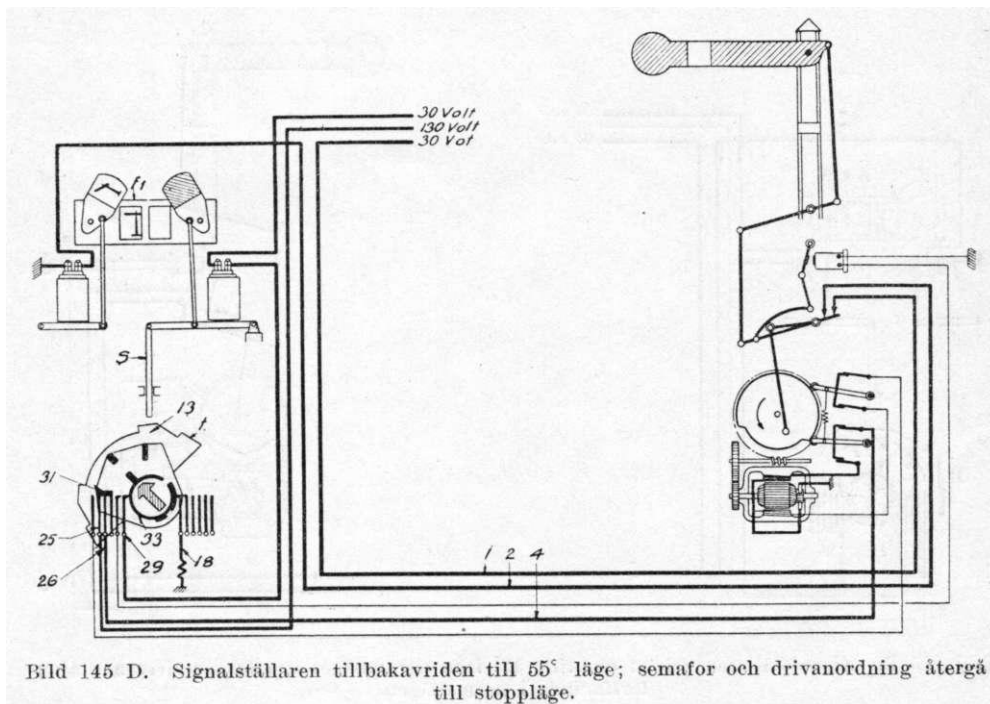 30 Volt
130 Volt
30 Vot
f1
S
13
f.
31
25
33
29
18
26
1 2 4
Bild 145 D. Signalställaren tillbakavriden till 55ᶜ läge; semafor och drivanordning återgå
till stoppläge.